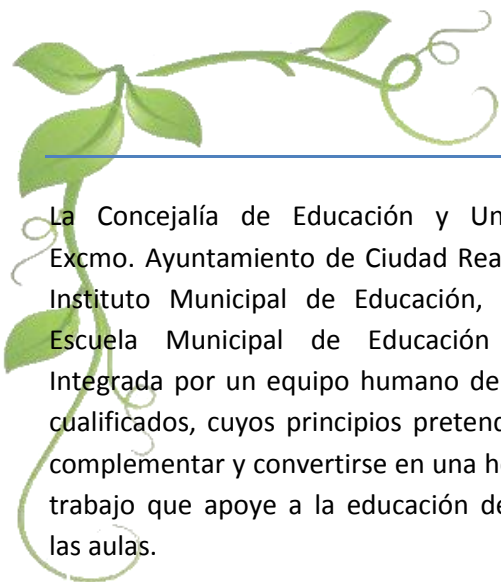 La Concejalía de Educación y Un
Excmo. Ayuntamiento de Ciudad Rea
Instituto Municipal de Educación,
Escuela Municipal de Educación
Integrada por un equipo humano de
cualificados, cuyos principios pretend
complementar y convertirse en una h
trabajo que apoye a la educación de
las aulas.